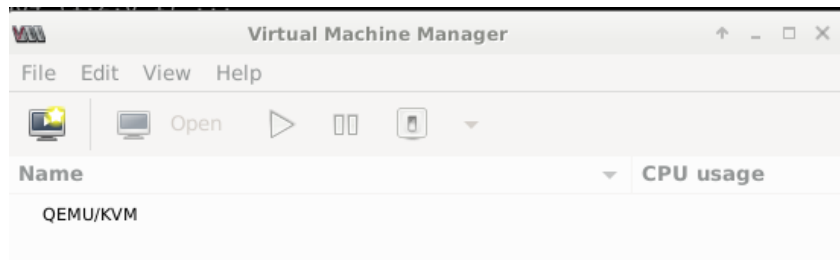 Virtual Machine Manager
File Edit View Help
Open
Name CPU usage
QEMU/KVM